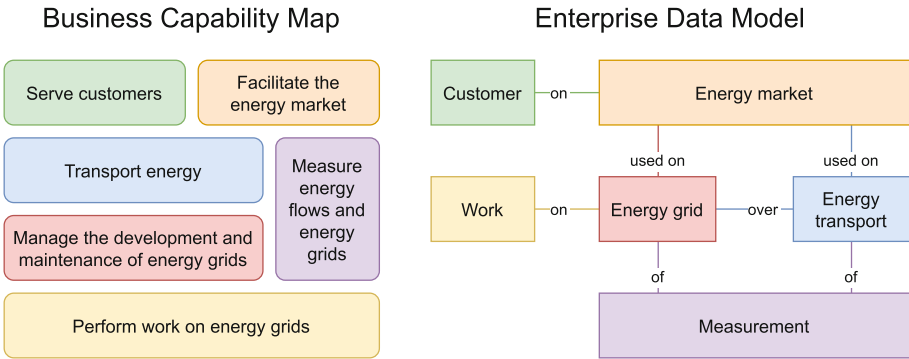 Business Capability Map
Serve customers
Facilitate the
energy market
Transport energy
Measure
energy
flows and
energy
grids
Manage the development and
maintenance of energy grids
Perform work on energy grids
Enterprise Data Model
Customer
on
Energy market
used on
used on
Work
on
Energy grid
over
Energy
transport
of
of
Measurement